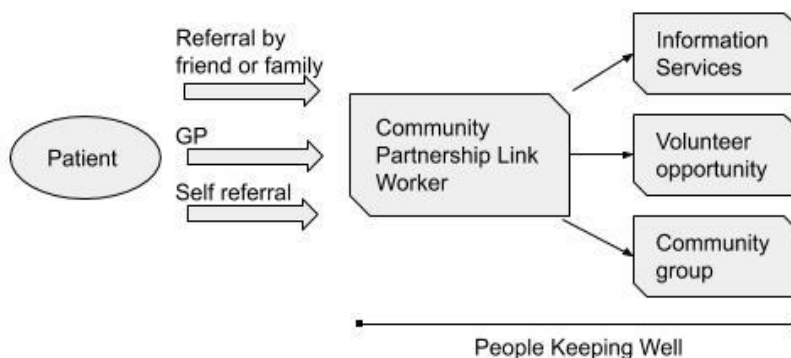 Patient
Referral by
friend or family
GP
Self referral
Community
Partnership Link
Worker
Information
Services
Volunteer
opportunity
Community
group
People Keeping Well